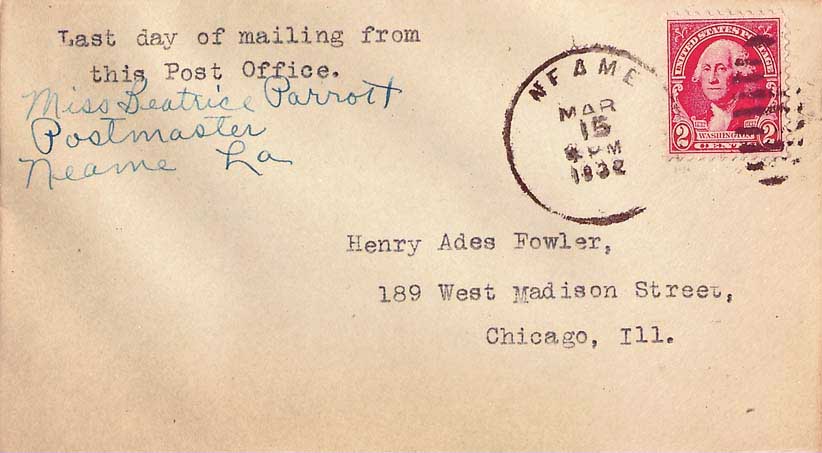 Last day of mailing from
this Post Office.
Miss Beatrice Parrott
Postmaster
Neame La
NEAME
MAR
15
PM
1932
UNITED STATES POSTAGE
2 WASHINGTON 2
CENTS
Henry Ades Fowler,
189 West Madison Street,
Chicago, Ill.